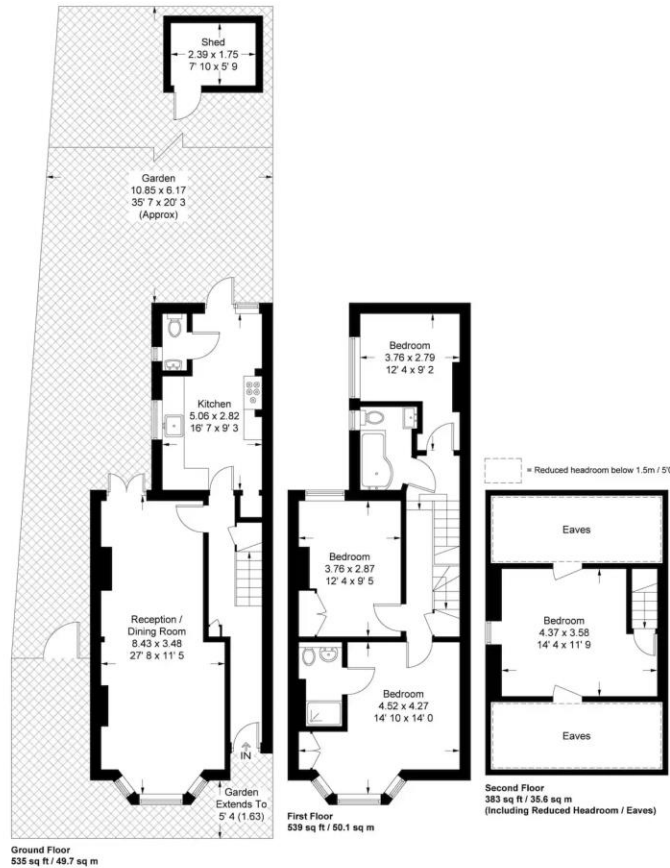 Shed
2.39 x 1.75
7' 10 x 5' 9
Garden
10.85 x 6.17
35' 7 x 20' 3
(Approx)
Kitchen
5.06 x 2.82
16' 7 x 9' 3
Reception /
Dining Room
8.43 x 3.48
27' 8 x 11' 5
IN
Garden
Extends To
5' 4 (1.63)
Ground Floor
535 sq ft / 49.7 sq m
Bedroom
3.76 x 2.79
12' 4 x 9' 2
Bedroom
3.76 x 2.87
12' 4 x 9' 5
Bedroom
4.52 x 4.27
14' 10 x 14' 0
First Floor
539 sq ft / 50.1 sq m
= Reduced headroom below 1.5m / 5'0
Eaves
Bedroom
4.37 x 3.58
14' 4 x 11' 9
Eaves
Second Floor
383 sq ft / 35.6 sq m
(Including Reduced Headroom / Eaves)